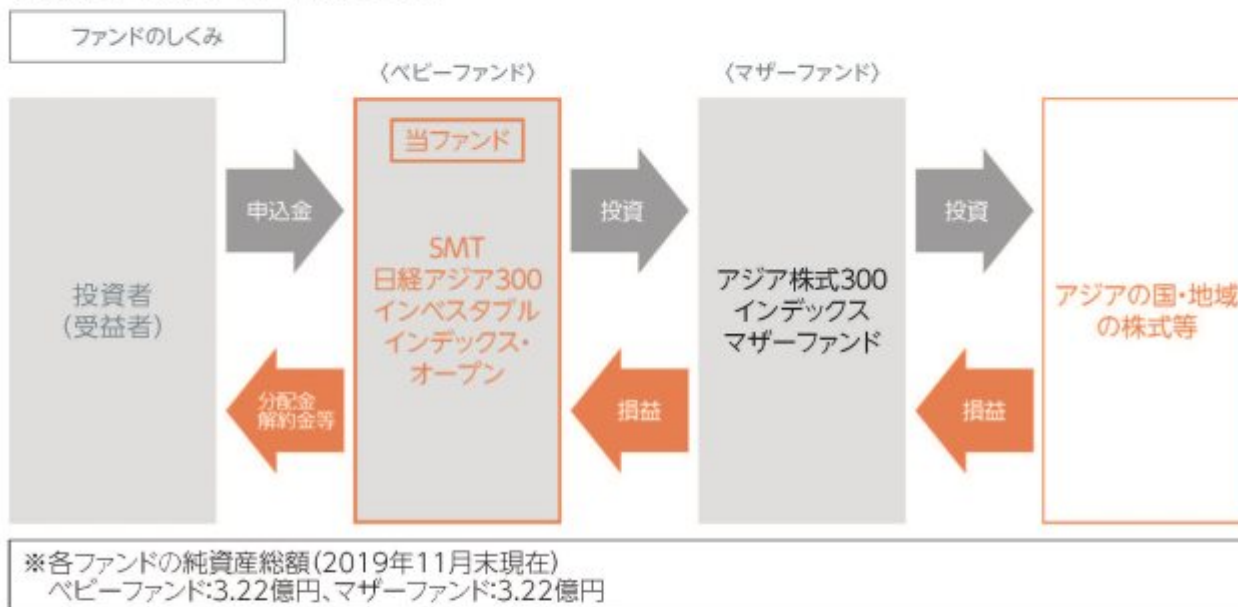 ファンドのしくみ
〈ベビーファンド〉
〈マザーファンド〉
投資者
(受益者)
申込金
分配金
解約金等
当ファンド
SMT
日経アジア300
インベスタブル
インデックス・
オープン
投資
損益
アジア株式300
インデックス
マザーファンド
投資
損益
アジアの国・地域
の株式等
※各ファンドの純資産総額(2019年11月末現在)
ベビーファンド:3.22億円、マザーファンド:3.22億円